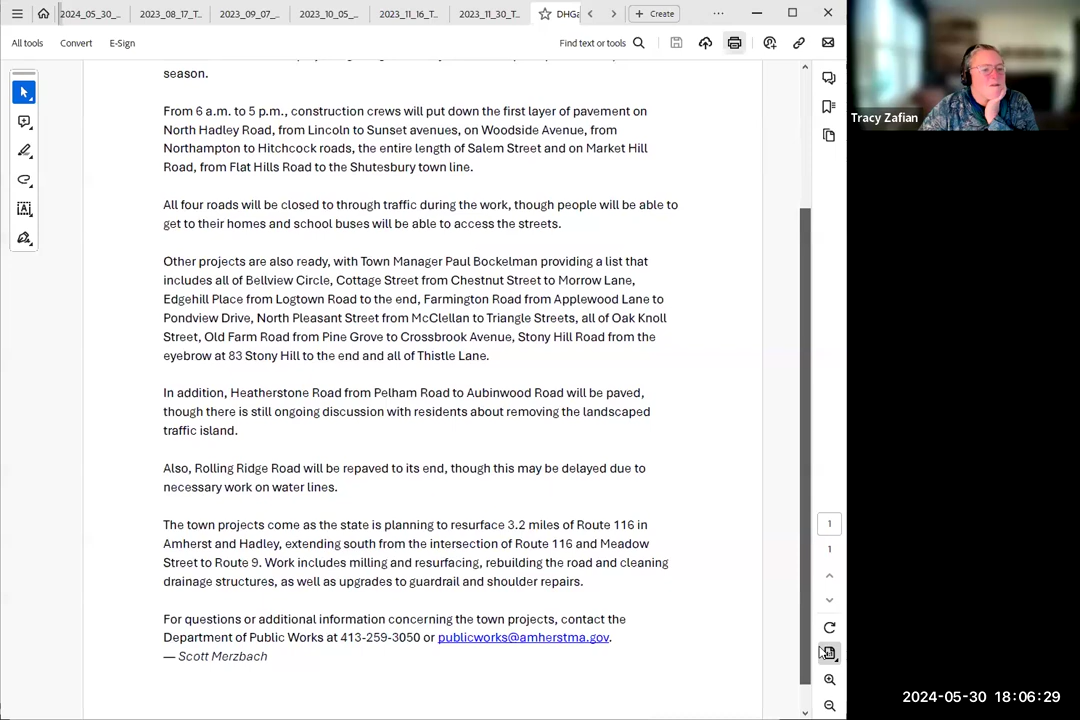 2024_05_30_...
2023_08_17_T...
2023_09_07_...
2023_10_05_...
2023_11_16_T...
2023_11_30_T...
DHGa
Create
All tools
Convert
E-Sign
Find text or tools
season.
From 6 a.m. to 5 p.m., construction crews will put down the first layer of pavement on
North Hadley Road, from Lincoln to Sunset avenues, on Woodside Avenue, from
Northampton to Hitchcock roads, the entire length of Salem Street and on Market Hill
Road, from Flat Hills Road to the Shutesbury town line.
All four roads will be closed to through traffic during the work, though people will be able to
get to their homes and school buses will be able to access the streets.
Other projects are also ready, with Town Manager Paul Bockelman providing a list that
includes all of Bellview Circle, Cottage Street from Chestnut Street to Morrow Lane,
Edgehill Place from Logtown Road to the end, Farmington Road from Applewood Lane to
Pondview Drive, North Pleasant Street from McClellan to Triangle Streets, all of Oak Knoll
Street, Old Farm Road from Pine Grove to Crossbrook Avenue, Stony Hill Road from the
eyebrow at 83 Stony Hill to the end and all of Thistle Lane.
In addition, Heatherstone Road from Pelham Road to Aubinwood Road will be paved,
though there is still ongoing discussion with residents about removing the landscaped
traffic island.
Also, Rolling Ridge Road will be repaved to its end, though this may be delayed due to
necessary work on water lines.
The town projects come as the state is planning to resurface 3.2 miles of Route 116 in
Amherst and Hadley, extending south from the intersection of Route 116 and Meadow
Street to Route 9. Work includes milling and resurfacing, rebuilding the road and cleaning
drainage structures, as well as upgrades to guardrail and shoulder repairs.
For questions or additional information concerning the town projects, contact the
Department of Public Works at 413-259-3050 or publicworks@amherstma.gov.
— Scott Merzbach
1
1
Tracy Zafian
2024-05-30 18:06:29